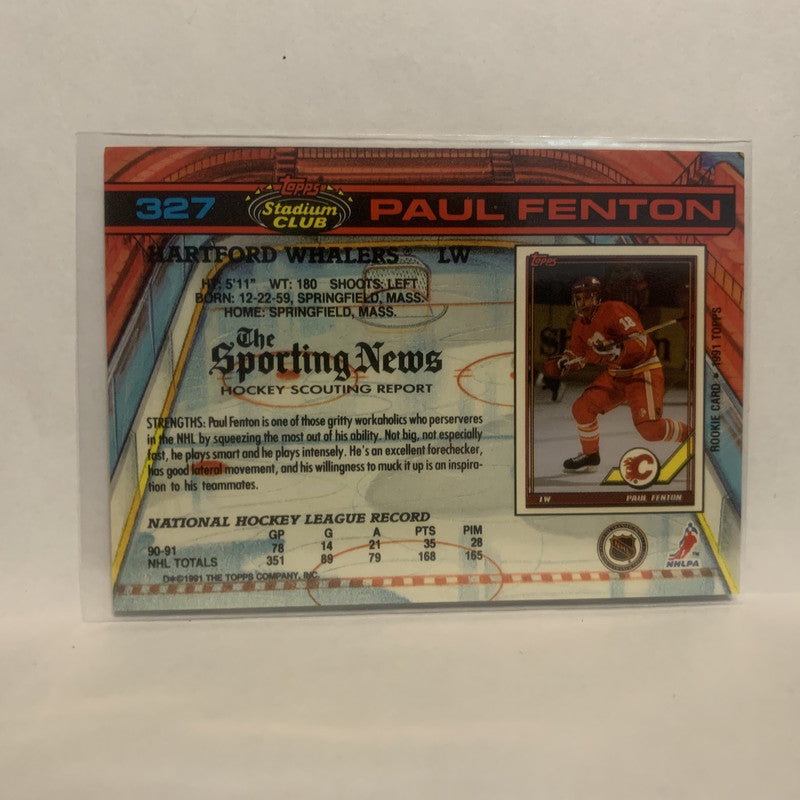 327
Topps
Stadium
CLUB
PAUL FENTON
HARTFORD WHALERS LW
HT: 5'11" WT: 180 SHOOTS: LEFT
BORN: 12-22-59, SPRINGFIELD, MASS.
HOME: SPRINGFIELD, MASS.
The
Sporting News
HOCKEY SCOUTING REPORT
STRENGTHS: Paul Fenton is one of those gritty workaholics who perserveres
in the NHL by squeezing the most out of his ability. Not big, not especially
fast, he plays smart and he plays intensely. He's an excellent forechecker,
has good lateral movement, and his willingness to muck it up is an inspira-
tion to his teammates.
NATIONAL HOCKEY LEAGUE RECORD
GP G A PTS PIM
90-91 78 14 21 35 28
NHL TOTALS 351 89 79 168 165
D*©1991 THE TOPPS COMPANY, INC.
Topps
LW PAUL FENTON
ROOKIE CARD • 1991 TOPPS
NHL
NHLPA
TM